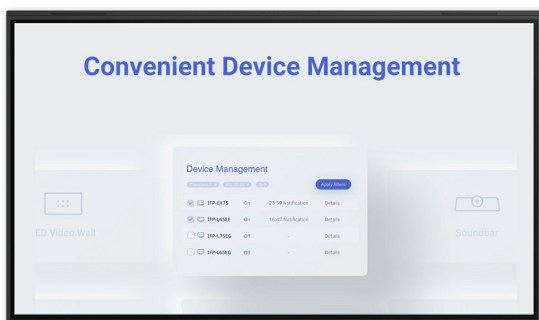 Convenient Device Management
Device Management
Apply filters
IFP-EX75 On 23:59 Notification Details
IFP-L65EE On 16:47 Notification Details
IFP-L75EG Off – Details
IFP-L65EG Off – Details
ED Video Wall
Soundbar